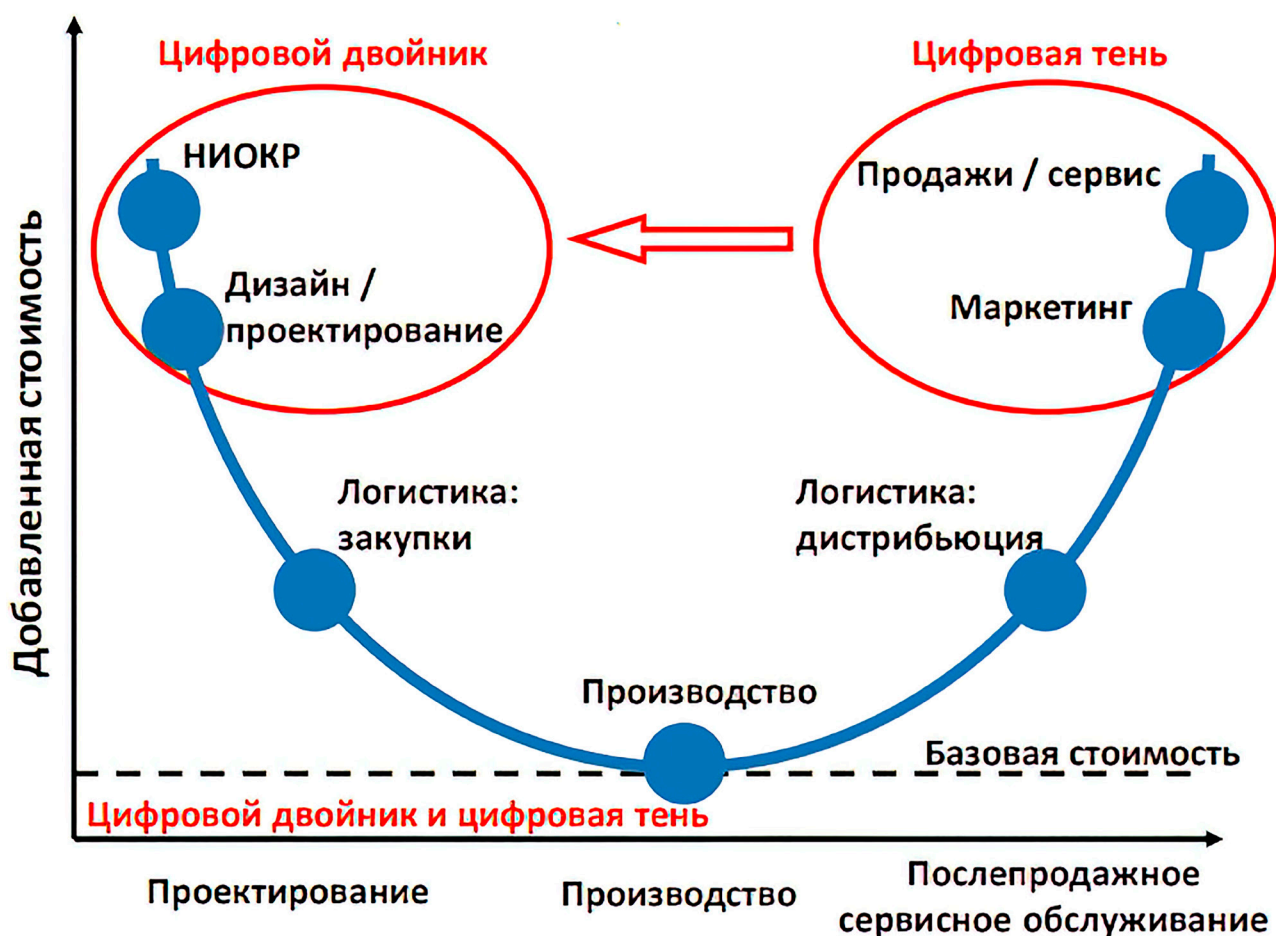 Цифровой двойник
Цифровая тень
НИОКР
Продажи / сервис
Дизайн /
проектирование
Маркетинг
Добавленная стоимость
Логистика:
закупки
Логистика:
дистрибьюция
Производство
Базовая стоимость
Цифровой двойник и цифровая тень
Проектирование
Производство
Послепродажное
сервисное обслуживание